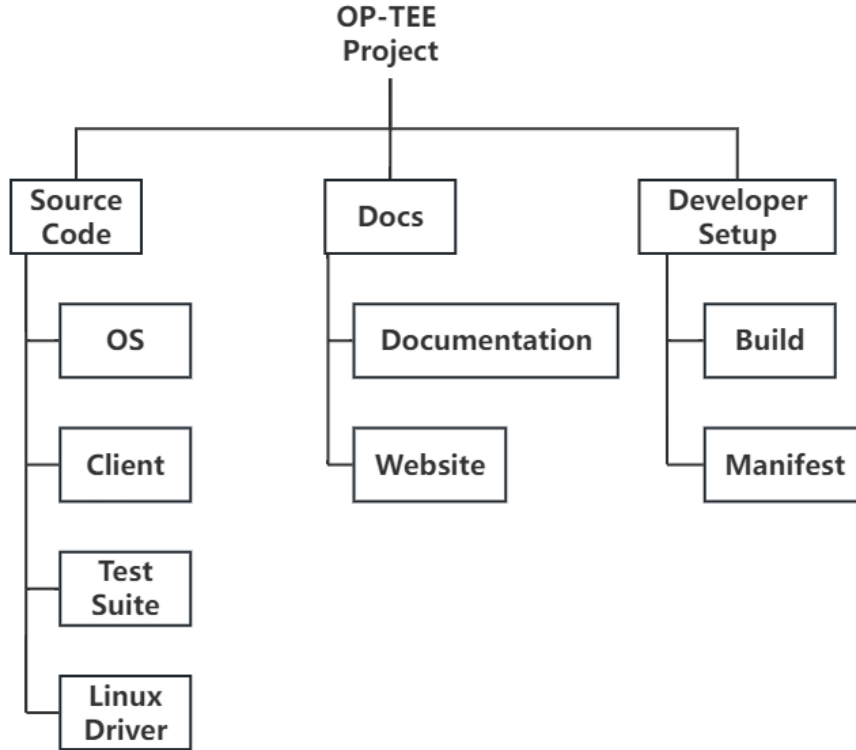 OP-TEE
Project
Source
Code
Docs
Developer
Setup
OS
Documentation
Build
Client
Website
Manifest
Test
Suite
Linux
Driver